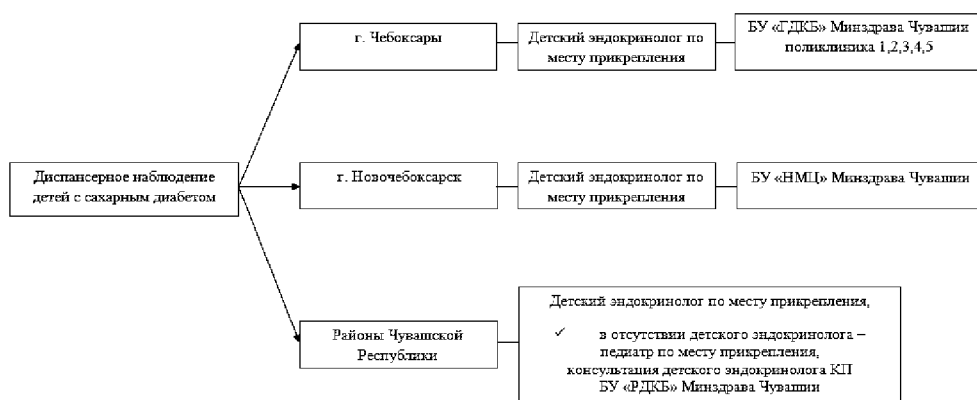 Диспансерное наблюдение
детей с сахарным диабетом
г. Чебоксары
Детский эндокринолог по
месту прикрепления
БУ «ГДКБ» Минздрава Чувашии
поликлиника 1,2,3,4,5
г. Новочебоксарск
Детский эндокринолог по
месту прикрепления
БУ «НМЦ» Минздрава Чувашии
Районы Чувашской
Республики
Детский эндокринолог по месту прикрепления,
✓ в отсутствии детского эндокринолога –
педиатр по месту прикрепления,
консультация детского эндокринолога КП
БУ «РДКБ» Минздрава Чувашии